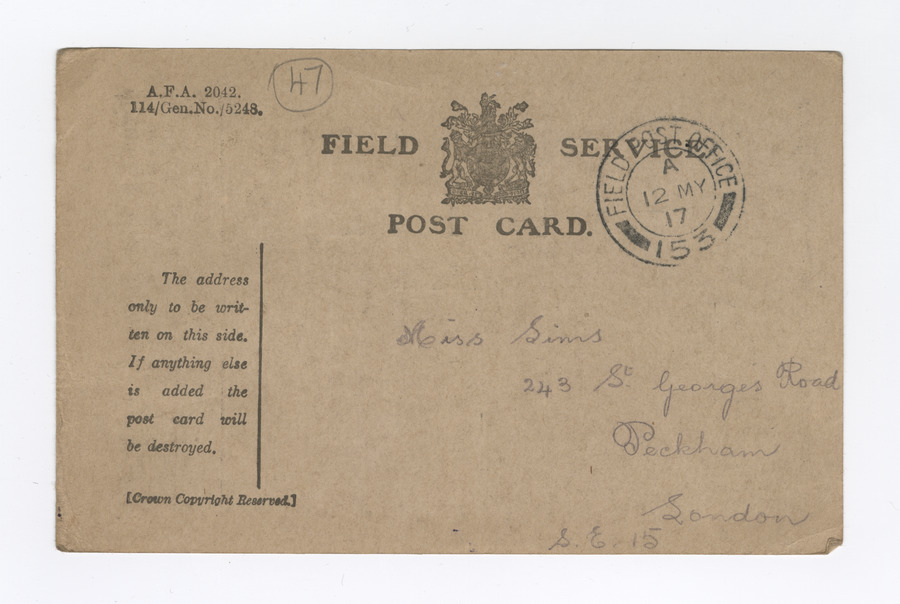 A.F.A. 2042.
114/Gen.No./5248.
47
FIELD SERVICE
POST CARD.
FIELD POST OFFICE
A
12 MY
17
153
The address
only to be writ-
ten on this side.
If anything else
is added the
post card will
be destroyed.
[Crown Copyright Reserved.]
Miss Sims
243 St Georges Road
Peckham
London
S.E. 15